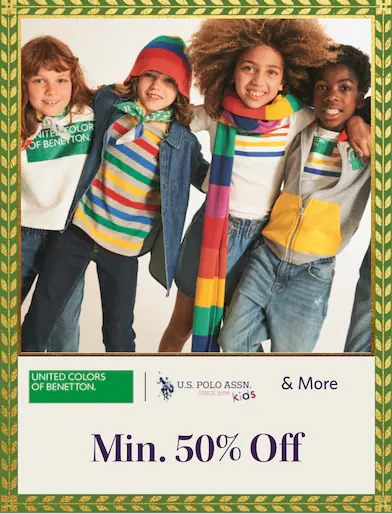 UNITED COLORS
OF BENETTON.
UNITED COLORS
OF BENETTON.
U.S. POLO ASSN.
SINCE 1890
KIDS
& More
Min. 50% Off